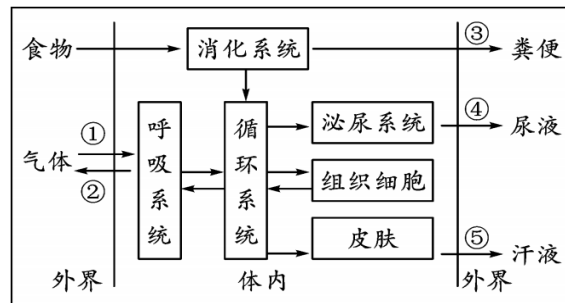 食物
消化系统
③
粪便
①
气体
②
呼吸系统
循环系统
泌尿系统
④
尿液
组织细胞
皮肤
⑤
汗液
外界
体内
外界